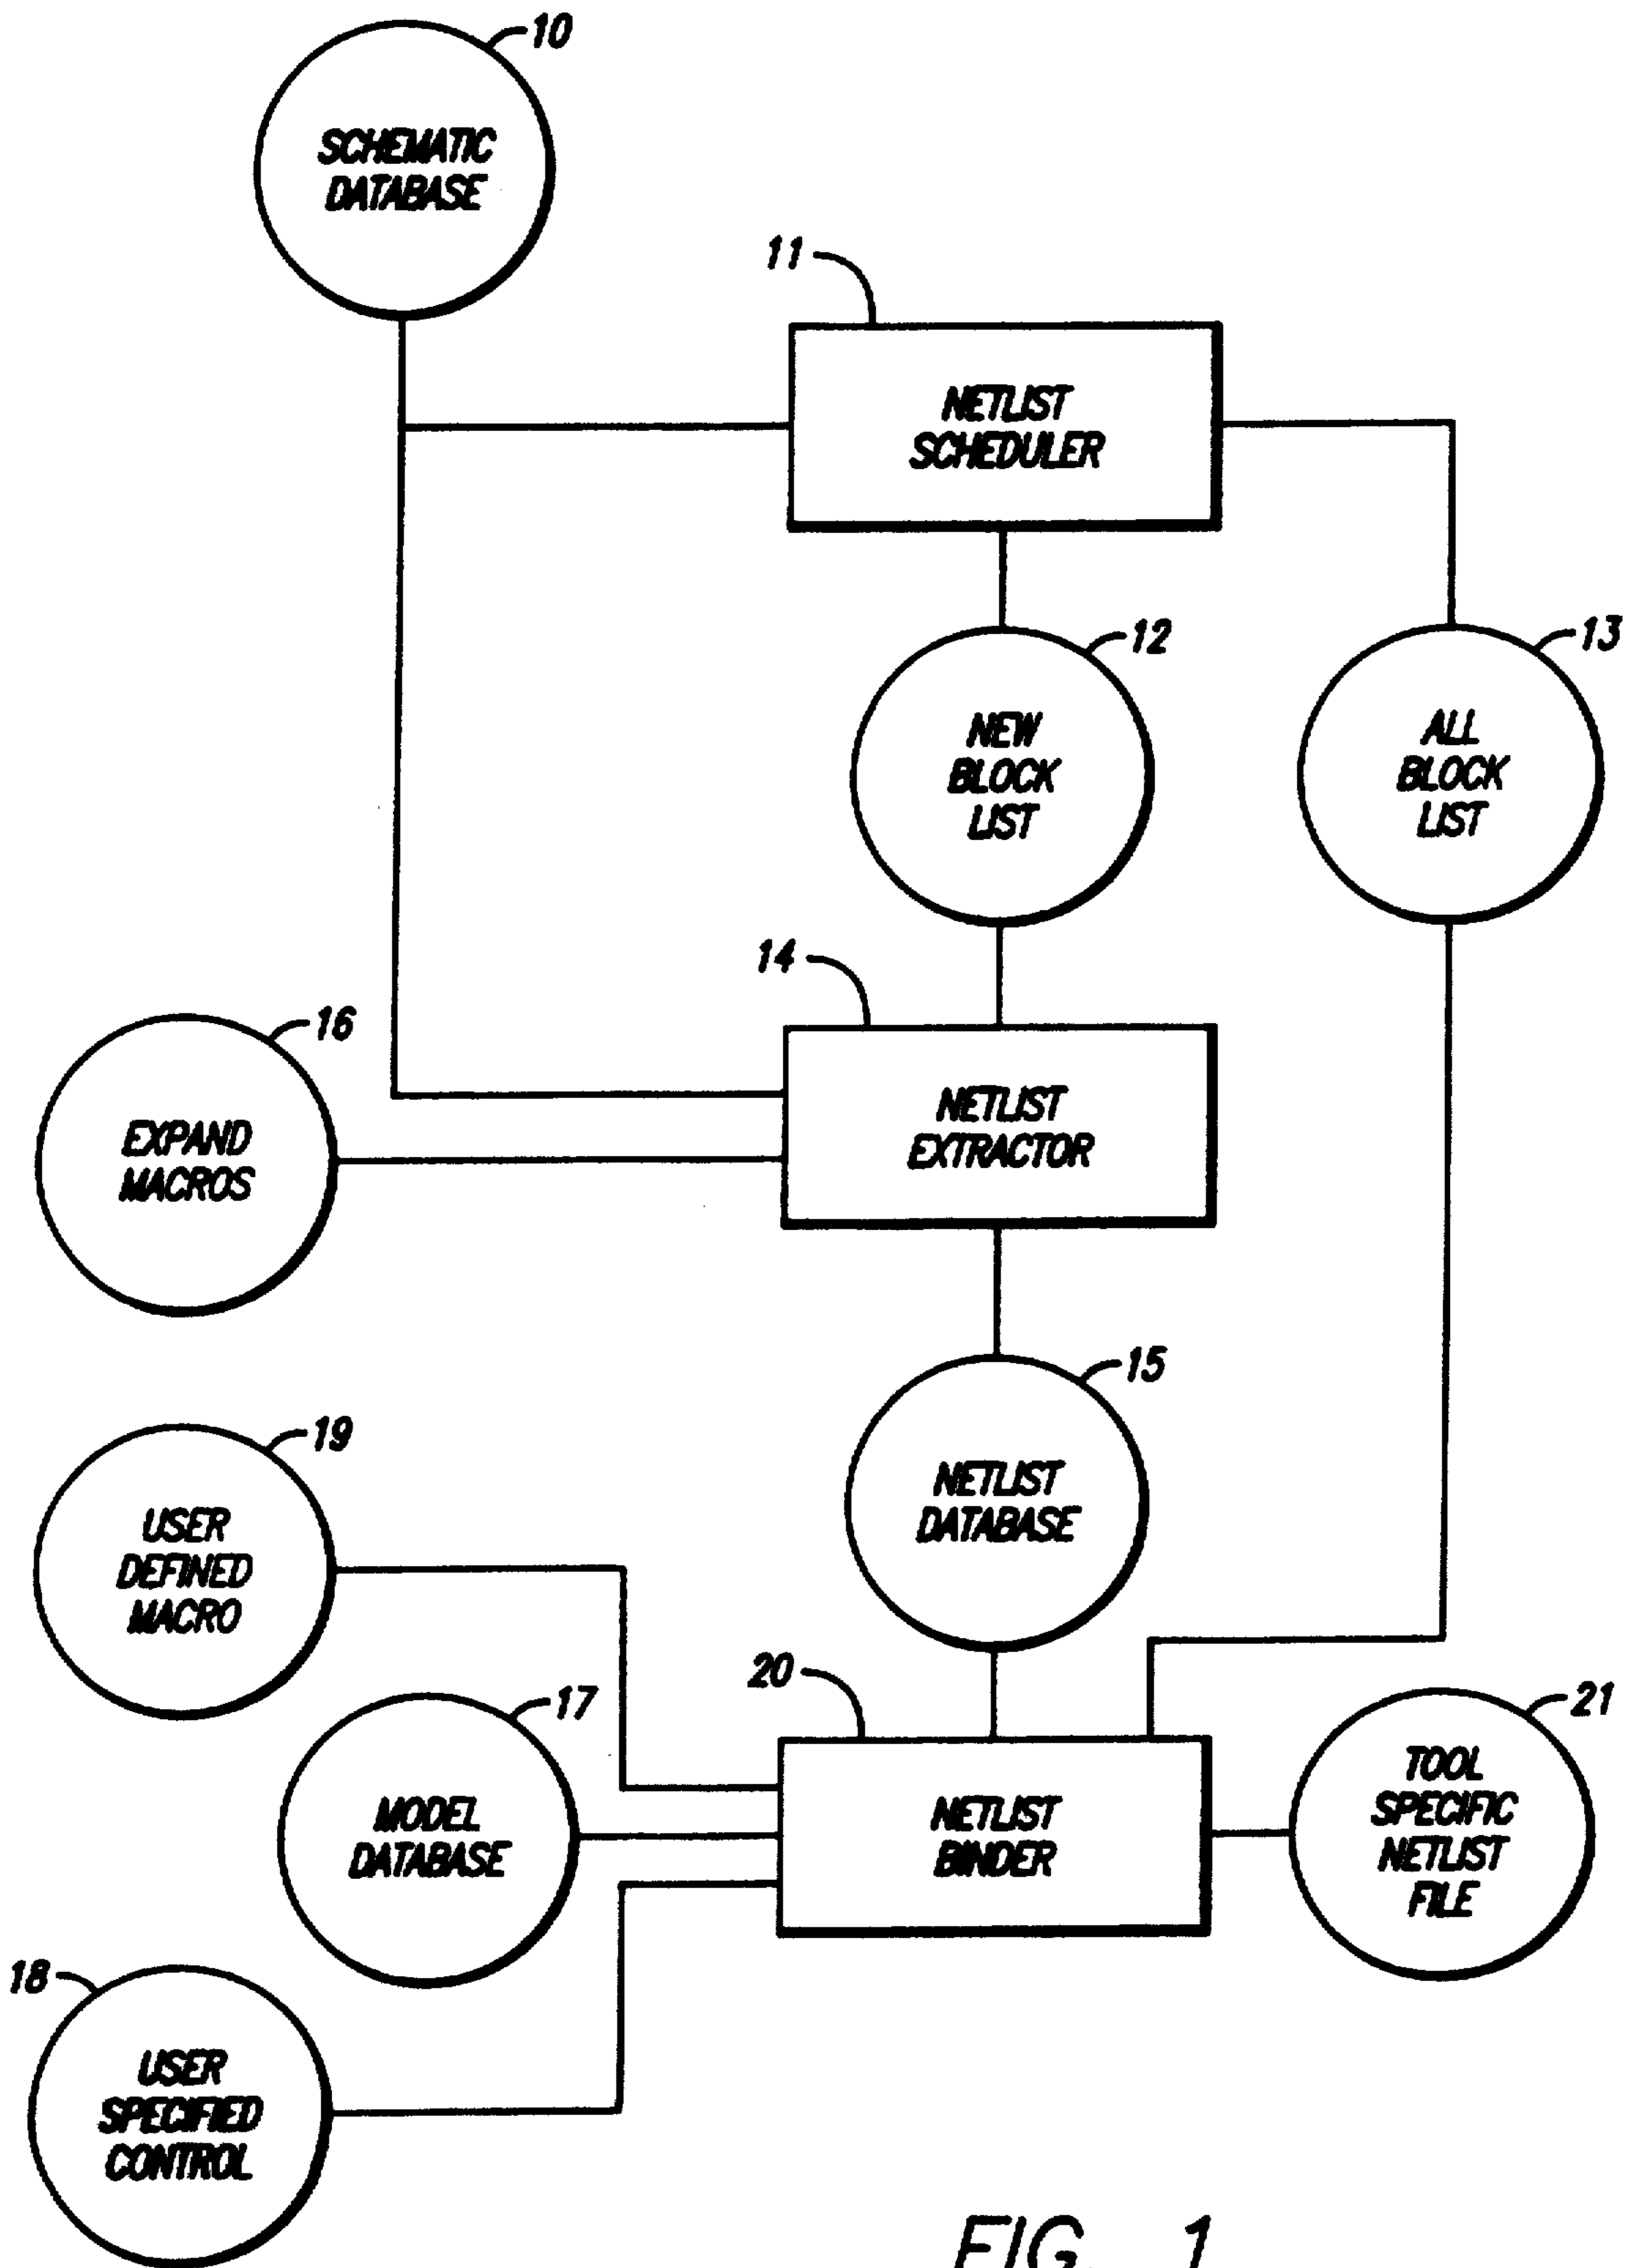 10
SCHEMATIC
DATABASE
11
NETLIST
SCHEDULER
12
NEW
BLOCK
LIST
13
ALL
BLOCK
LIST
14
NETLIST
EXTRACTOR
16
EXPAND
MACROS
15
NETLIST
DATABASE
19
USER
DEFINED
MACRO
17
MODEL
DATABASE
20
NETLIST
BINDER
21
TOOL
SPECIFIC
NETLIST
FILE
18
USER
SPECIFIED
CONTROL
FIG. 1